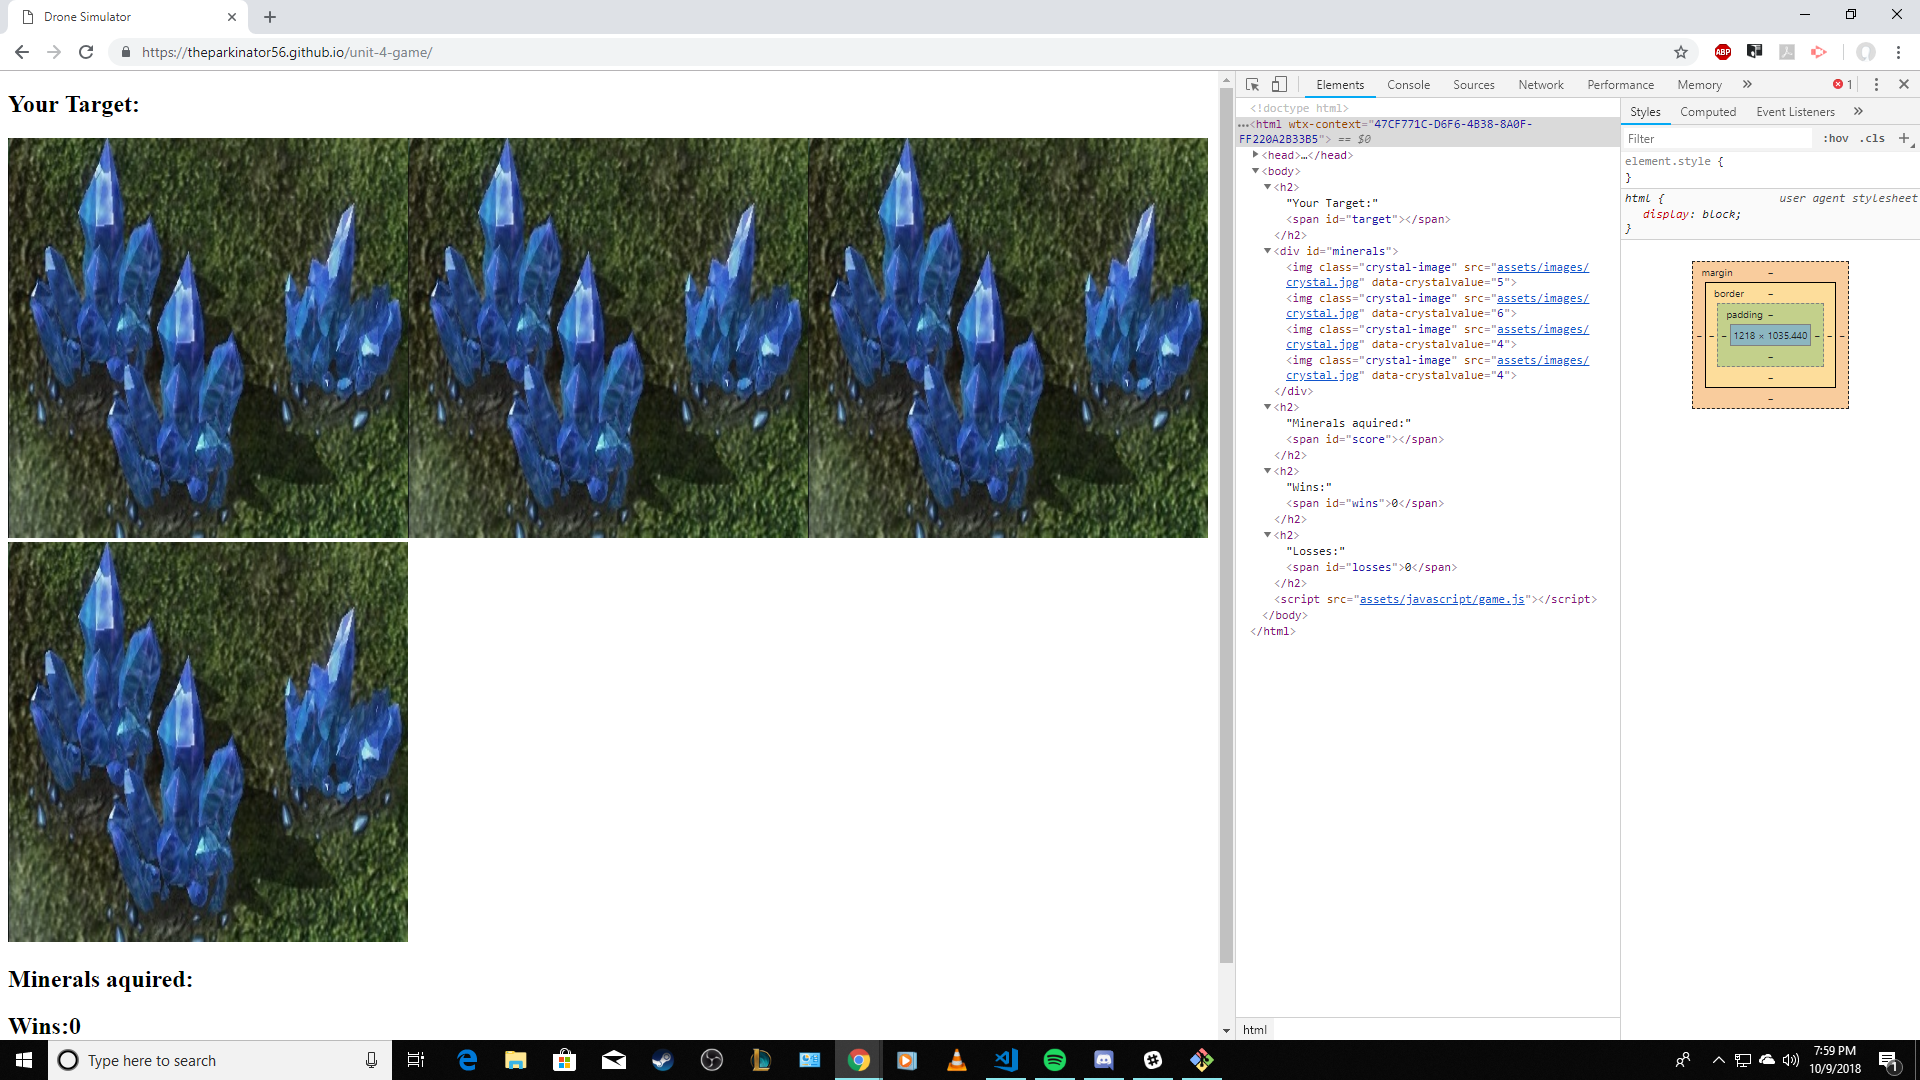 Drone Simulator
https://theparkinator56.github.io/unit-4-game/
ABP
Your Target:
Minerals aquired:
Wins:0
Elements Console Sources Network Performance Memory » 1
<!doctype html>
…<html wtx-context="47CF771C-D6F6-4B38-8A0F-
FF220A2B33B5"> == $0
<head>…</head>
<body>
<h2>
"Your Target:"
<span id="target"></span>
</h2>
<div id="minerals">
<img class="crystal-image" src="assets/images/
crystal.jpg" data-crystalvalue="5">
<img class="crystal-image" src="assets/images/
crystal.jpg" data-crystalvalue="6">
<img class="crystal-image" src="assets/images/
crystal.jpg" data-crystalvalue="4">
<img class="crystal-image" src="assets/images/
crystal.jpg" data-crystalvalue="4">
</div>
<h2>
"Minerals aquired:"
<span id="score"></span>
</h2>
<h2>
"Wins:"
<span id="wins">0</span>
</h2>
<h2>
"Losses:"
<span id="losses">0</span>
</h2>
<script src="assets/javascript/game.js"></script>
</body>
</html>
html
Styles Computed Event Listeners »
Filter :hov .cls +
element.style {
}
html { user agent stylesheet
display: block;
}
margin –
border –
padding –
– – – 1218 × 1035.440 – – –
–
–
–
Type here to search
7:59 PM
10/9/2018
1